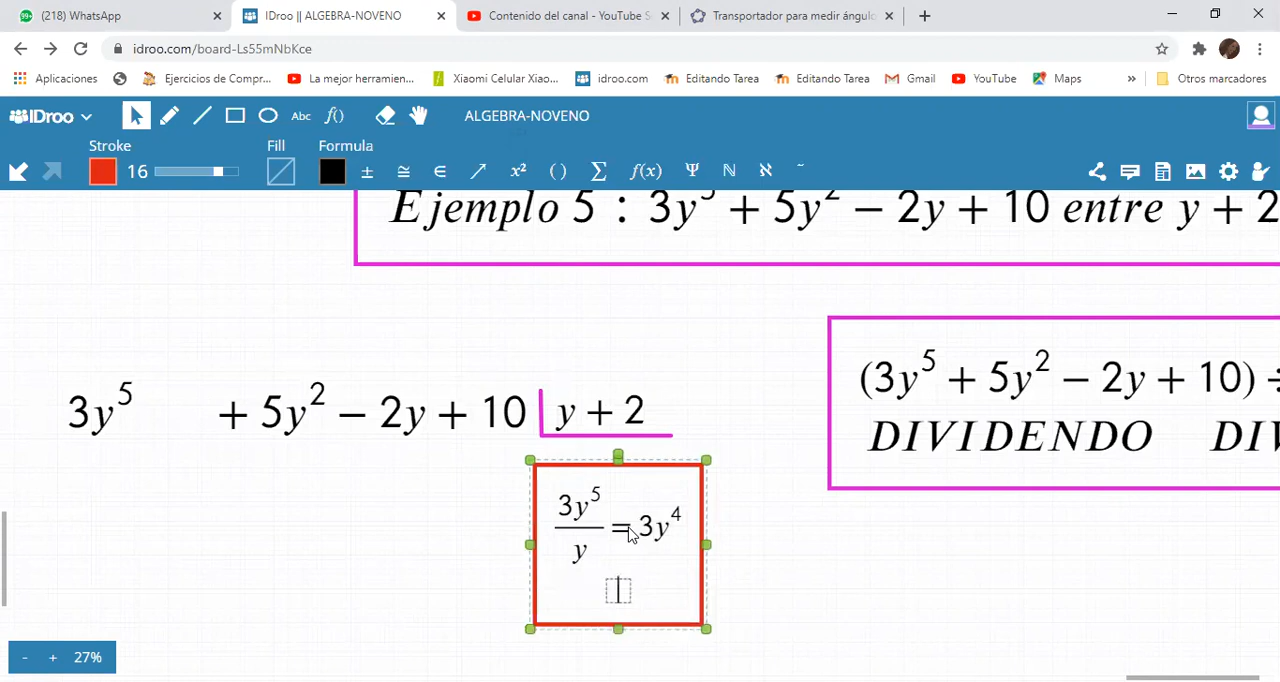 (218) WhatsApp
IDroo || ALGEBRA-NOVENO
Contenido del canal - YouTube S
Transportador para medir ángul
idroo.com/board-Ls55mNbKce
Aplicaciones
Ejercicios de Compr...
La mejor herramien...
Xiaomi Celular Xiao...
idroo.com
Editando Tarea
Editando Tarea
Gmail
YouTube
Maps
»
Otros marcadores
IDroo
Abc
f()
ALGEBRA-NOVENO
Stroke
Fill
Formula
16
± ≅ ∈ x² ( ) Σ f(x) Ψ ℕ ℵ ~
Ejemplo 5 : 3y⁵ + 5y² − 2y + 10 entre y + 2
(3y⁵ + 5y² − 2y + 10) ÷
DIVIDENDO DIV
3y⁵ + 5y² − 2y + 10 y + 2
3y⁵/y = 3y⁴
- + 27%